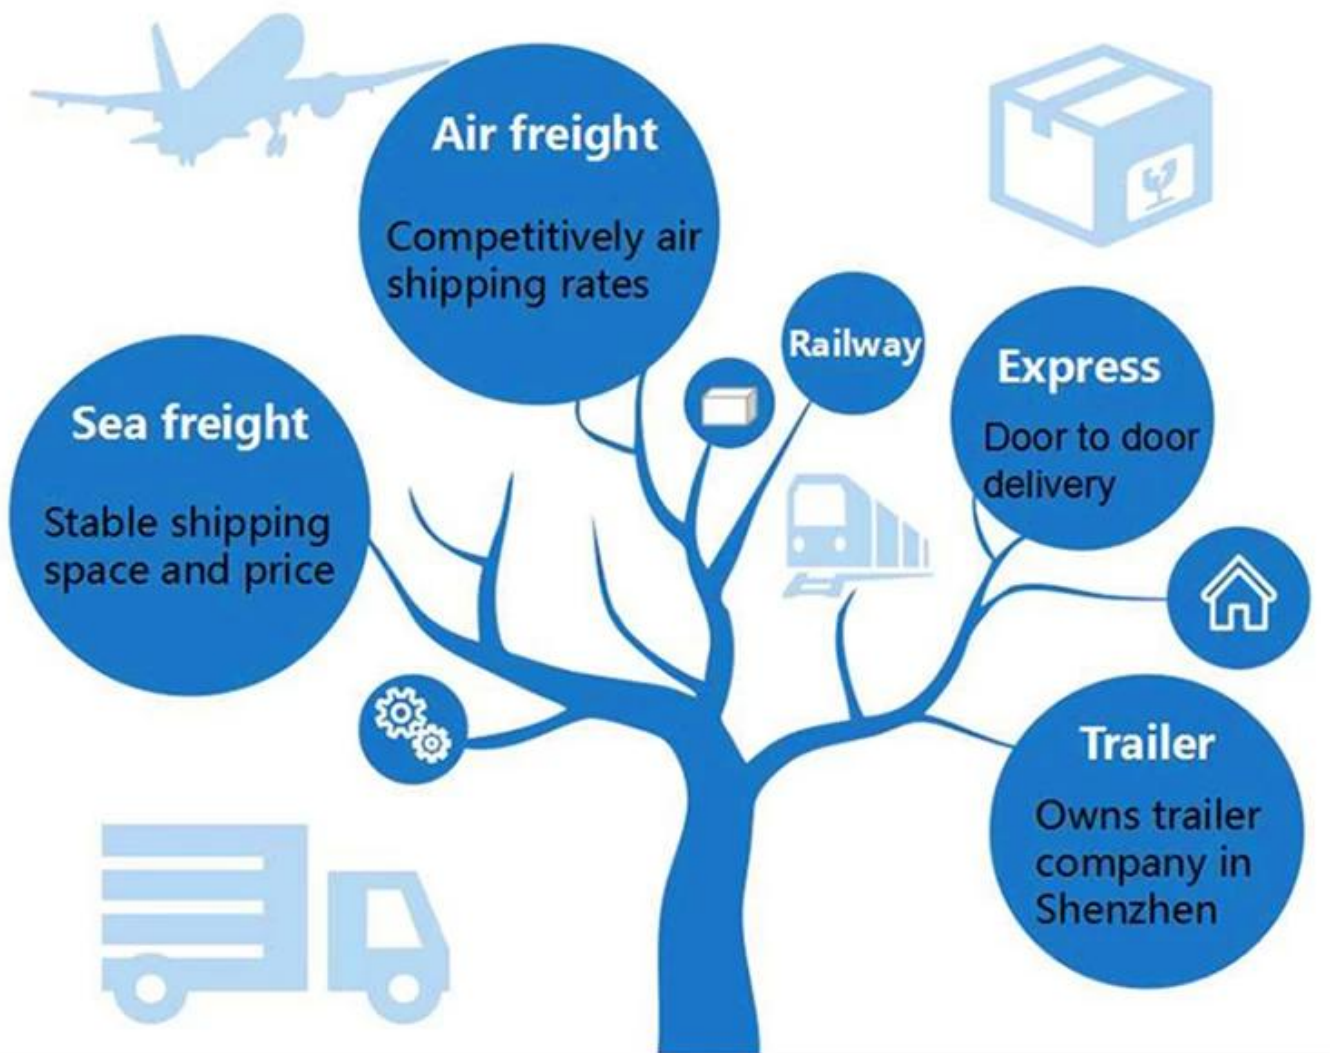 Air freight
Competitively air
shipping rates
Railway
Express
Door to door
delivery
Sea freight
Stable shipping
space and price
Trailer
Owns trailer
company in
Shenzhen